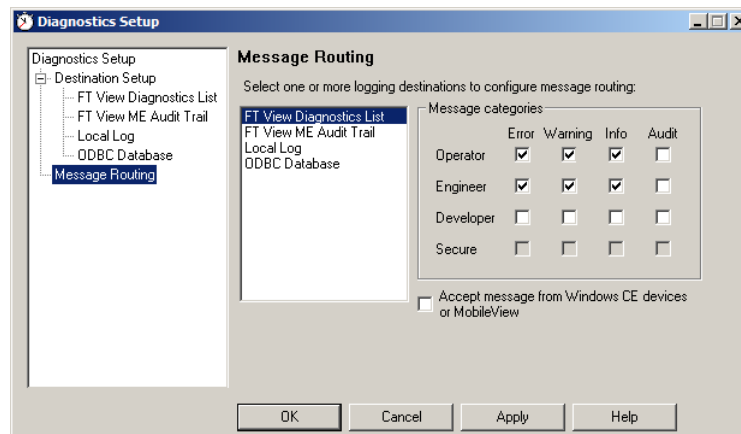 Diagnostics Setup
Diagnostics Setup
Destination Setup
FT View Diagnostics List
FT View ME Audit Trail
Local Log
ODBC Database
Message Routing
Message Routing
Select one or more logging destinations to configure message routing:
FT View Diagnostics List
FT View ME Audit Trail
Local Log
ODBC Database
Message categories
Error Warning Info Audit
Operator
Engineer
Developer
Secure
Accept message from Windows CE devices
or MobileView
OK Cancel Apply Help